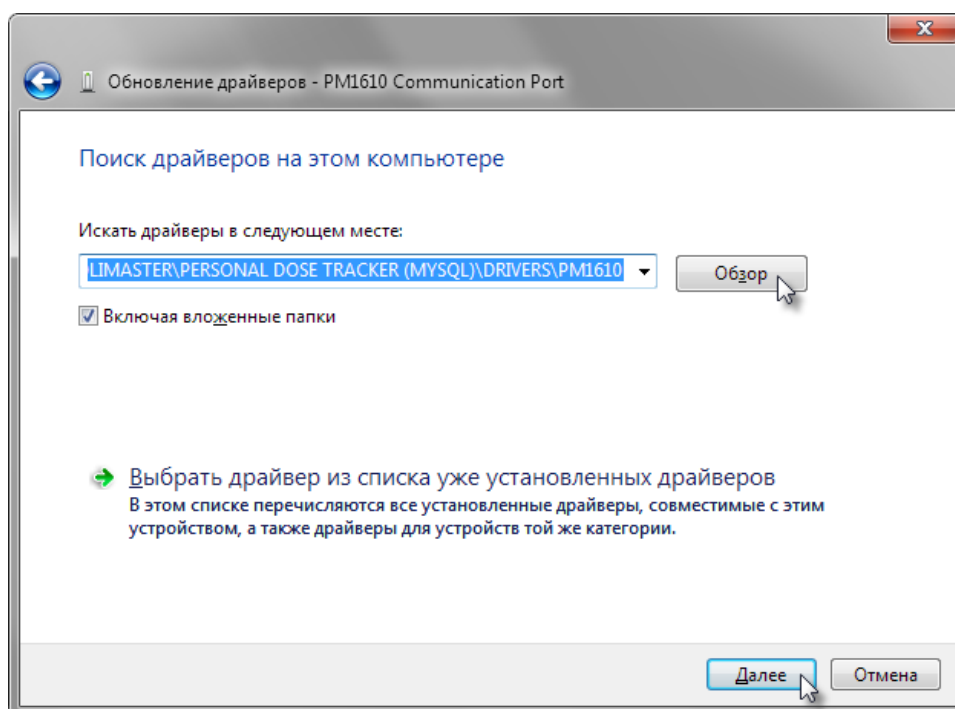 Обновление драйверов - PM1610 Communication Port
Поиск драйверов на этом компьютере
Искать драйверы в следующем месте:
LIMASTER\PERSONAL DOSE TRACKER (MYSQL)\DRIVERS\PM1610
Обзор
Включая вложенные папки
Выбрать драйвер из списка уже установленных драйверов
В этом списке перечисляются все установленные драйверы, совместимые с этим
устройством, а также драйверы для устройств той же категории.
Далее
Отмена